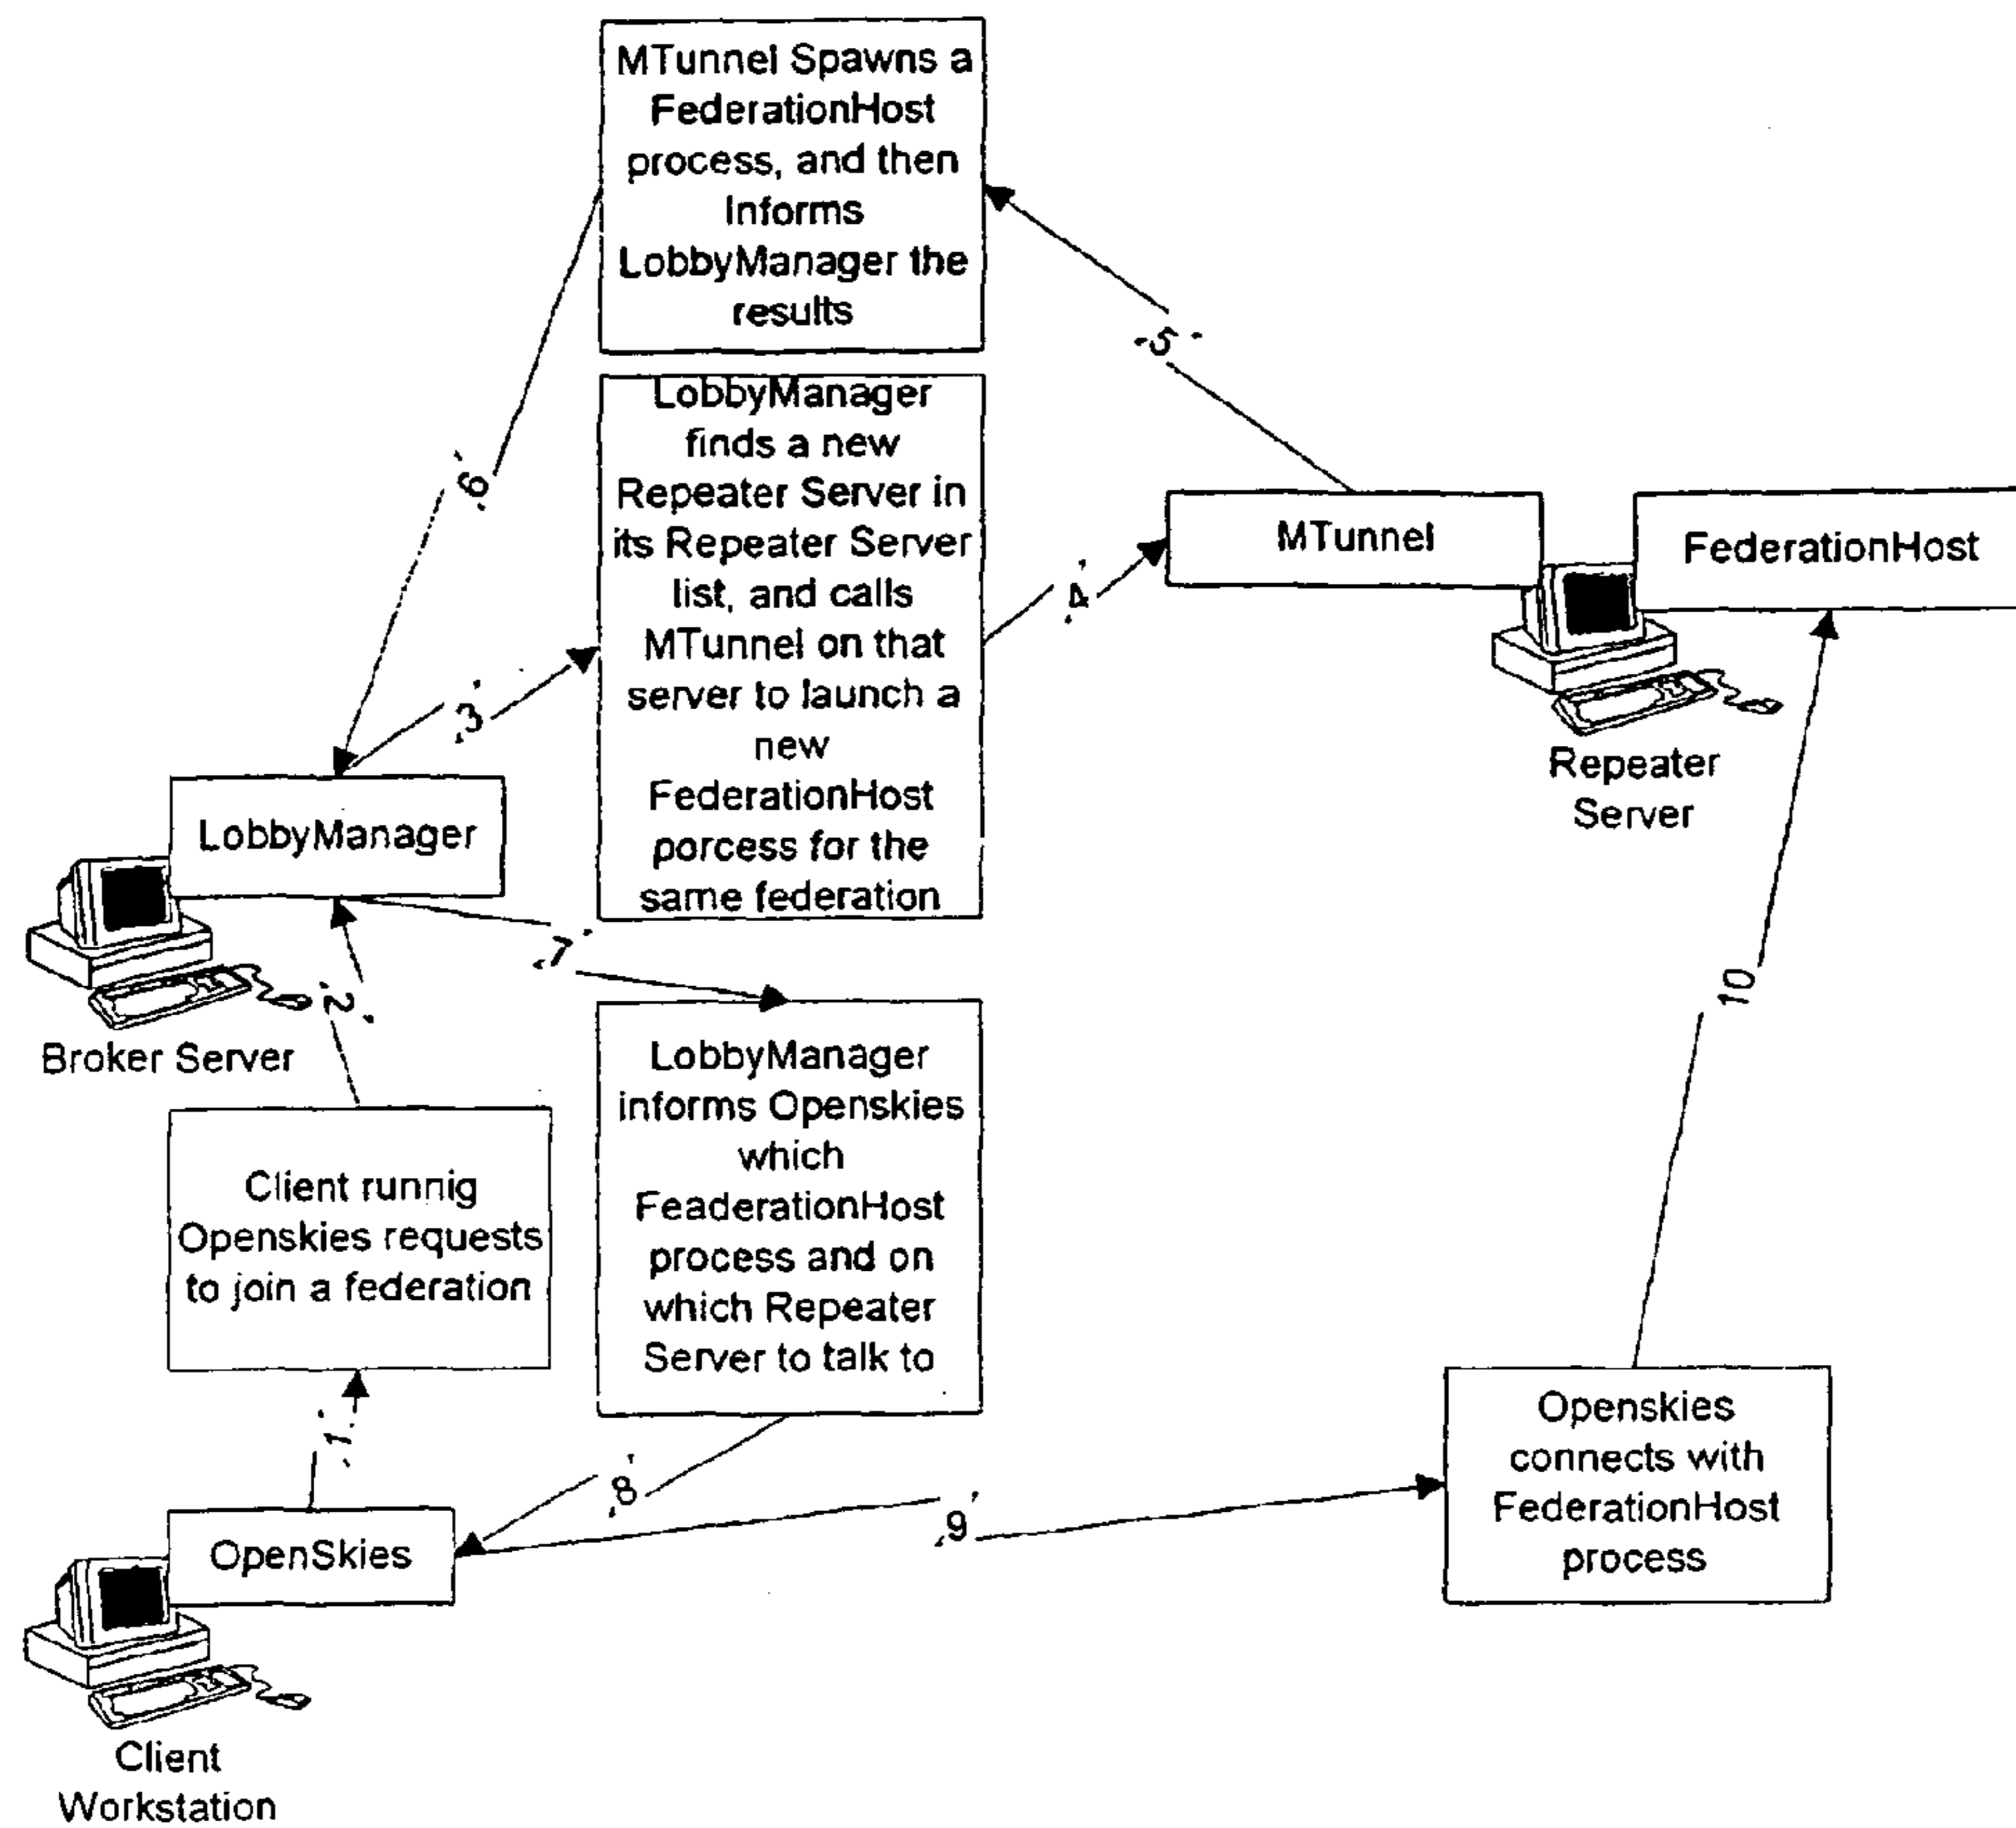 MTunnel Spawns a
FederationHost
process, and then
Informs
LobbyManager the
results
5
LobbyManager
finds a new
Repeater Server in
its Repeater Server
list, and calls
MTunnel on that
server to launch a
new
FederationHost
porcess for the
same federation
6
4
MTunnel
FederationHost
3
Repeater
Server
LobbyManager
7
2
Broker Server
10
LobbyManager
informs Openskies
which
FeaderationHost
process and on
which Repeater
Server to talk to
Client runnig
Openskies requests
to join a federation
1
8
9
Openskies
connects with
FederationHost
process
OpenSkies
Client
Workstation